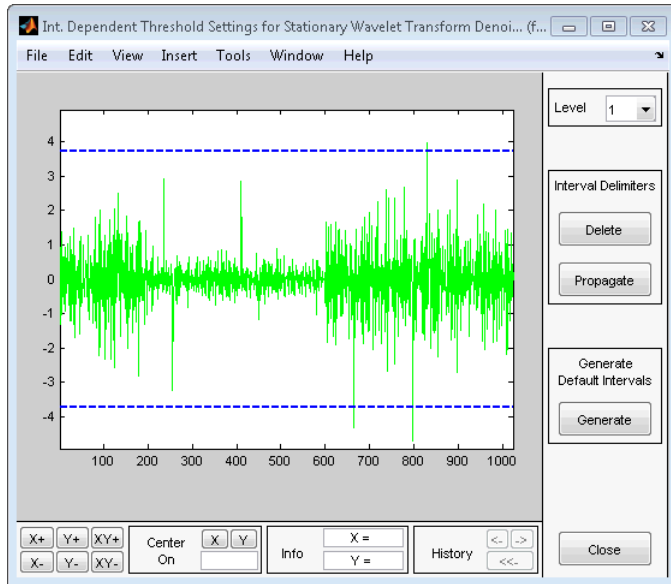 Int. Dependent Threshold Settings for Stationary Wavelet Transform Denoi... (f...
File Edit View Insert Tools Window Help
Level 1
4
3
2
1
0
-1
-2
-3
-4
100 200 300 400 500 600 700 800 900 1000
Interval Delimiters
Delete
Propagate
Generate
Default Intervals
Generate
X+ Y+ XY+
X- Y- XY-
Center
On
X Y
Info
X =
Y =
History
<- ->
<<-
Close